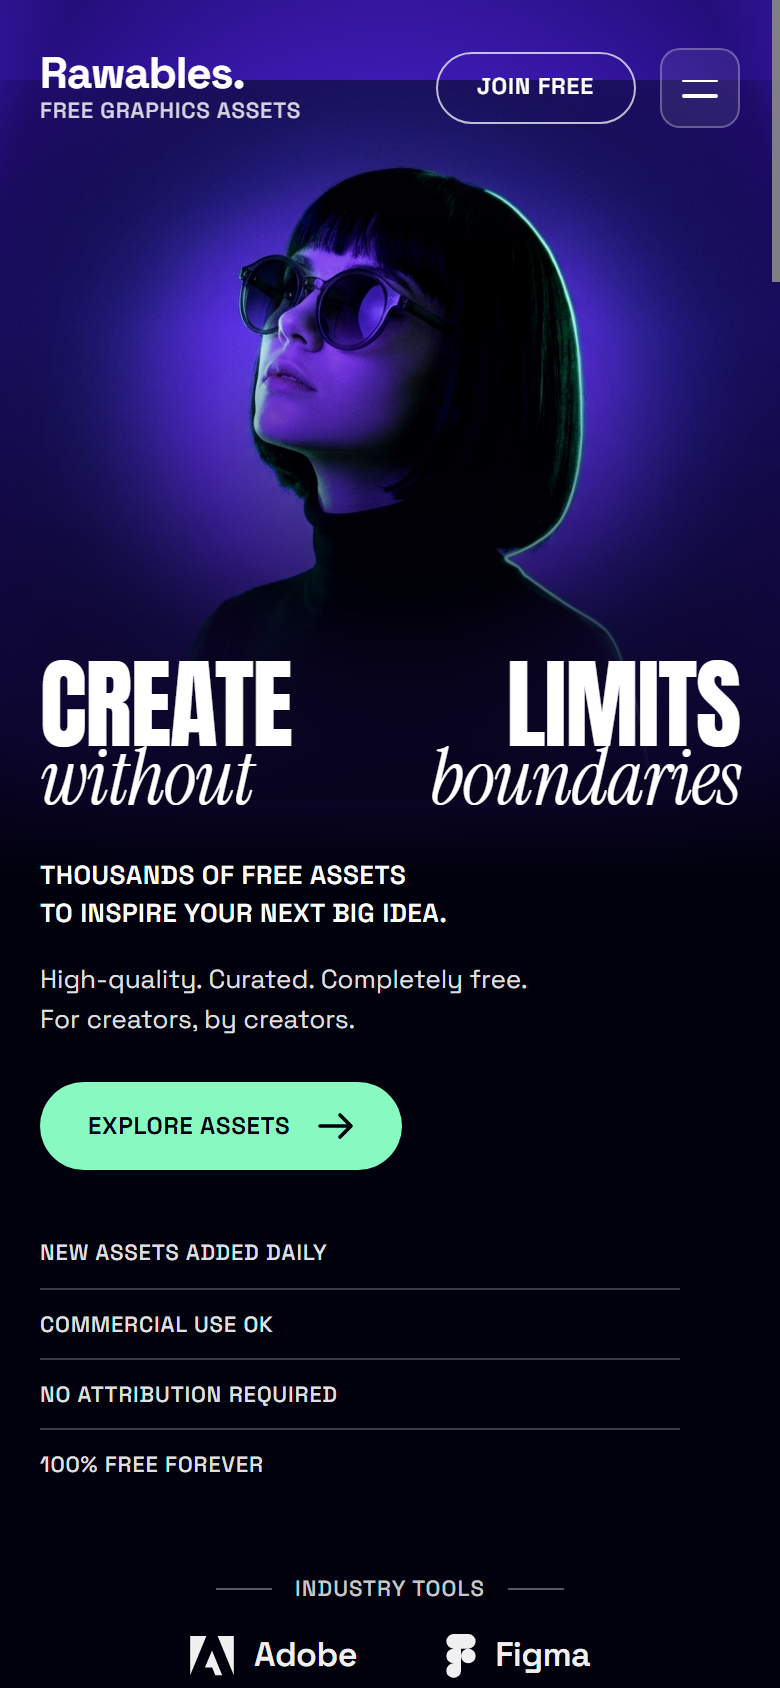 Rawables.
FREE GRAPHICS ASSETS
JOIN FREE
CREATE
without
LIMITS
boundaries
THOUSANDS OF FREE ASSETS
TO INSPIRE YOUR NEXT BIG IDEA.
High-quality. Curated. Completely free.
For creators, by creators.
EXPLORE ASSETS
NEW ASSETS ADDED DAILY
COMMERCIAL USE OK
NO ATTRIBUTION REQUIRED
100% FREE FOREVER
INDUSTRY TOOLS
Adobe
Figma